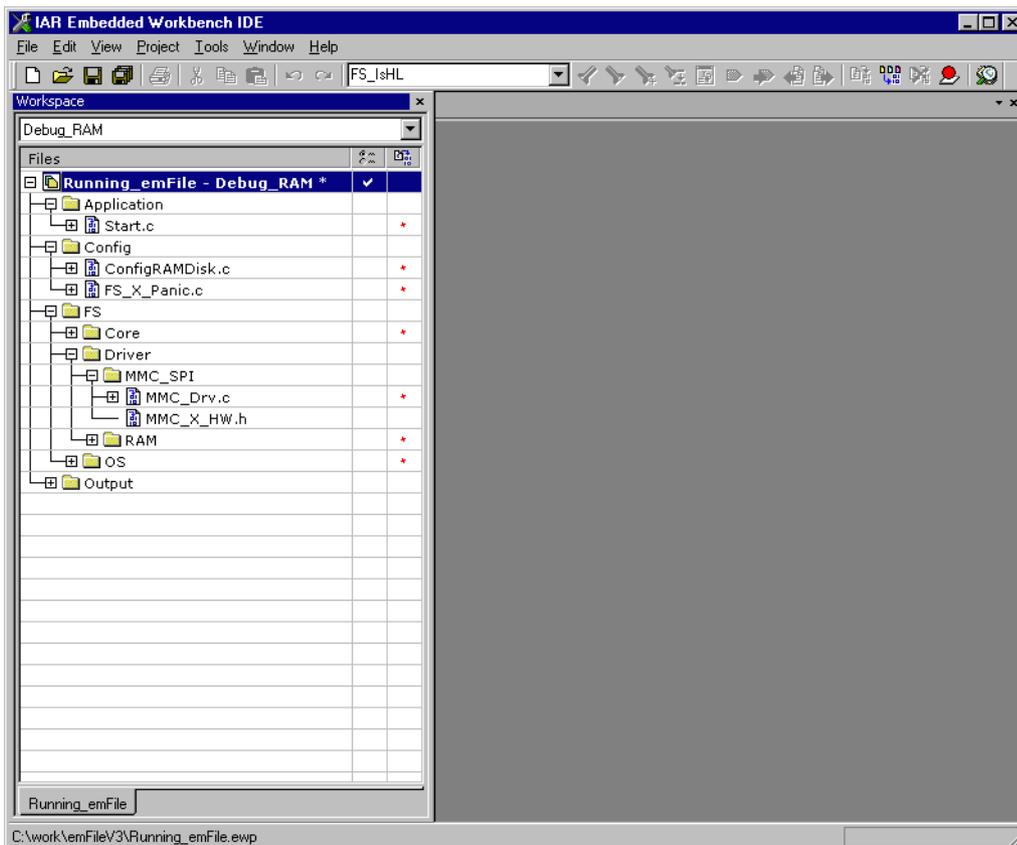 IAR Embedded Workbench IDE
File Edit View Project Tools Window Help
FS_IsHL
Workspace
Debug_RAM
Files
Running_emFile - Debug_RAM *
Application
Start.c
Config
ConfigRAMDisk.c
FS_X_Panic.c
FS
Core
Driver
MMC_SPI
MMC_Drv.c
MMC_X_HW.h
RAM
OS
Output
Running_emFile
C:\work\emFileV3\Running_emFile.ewp